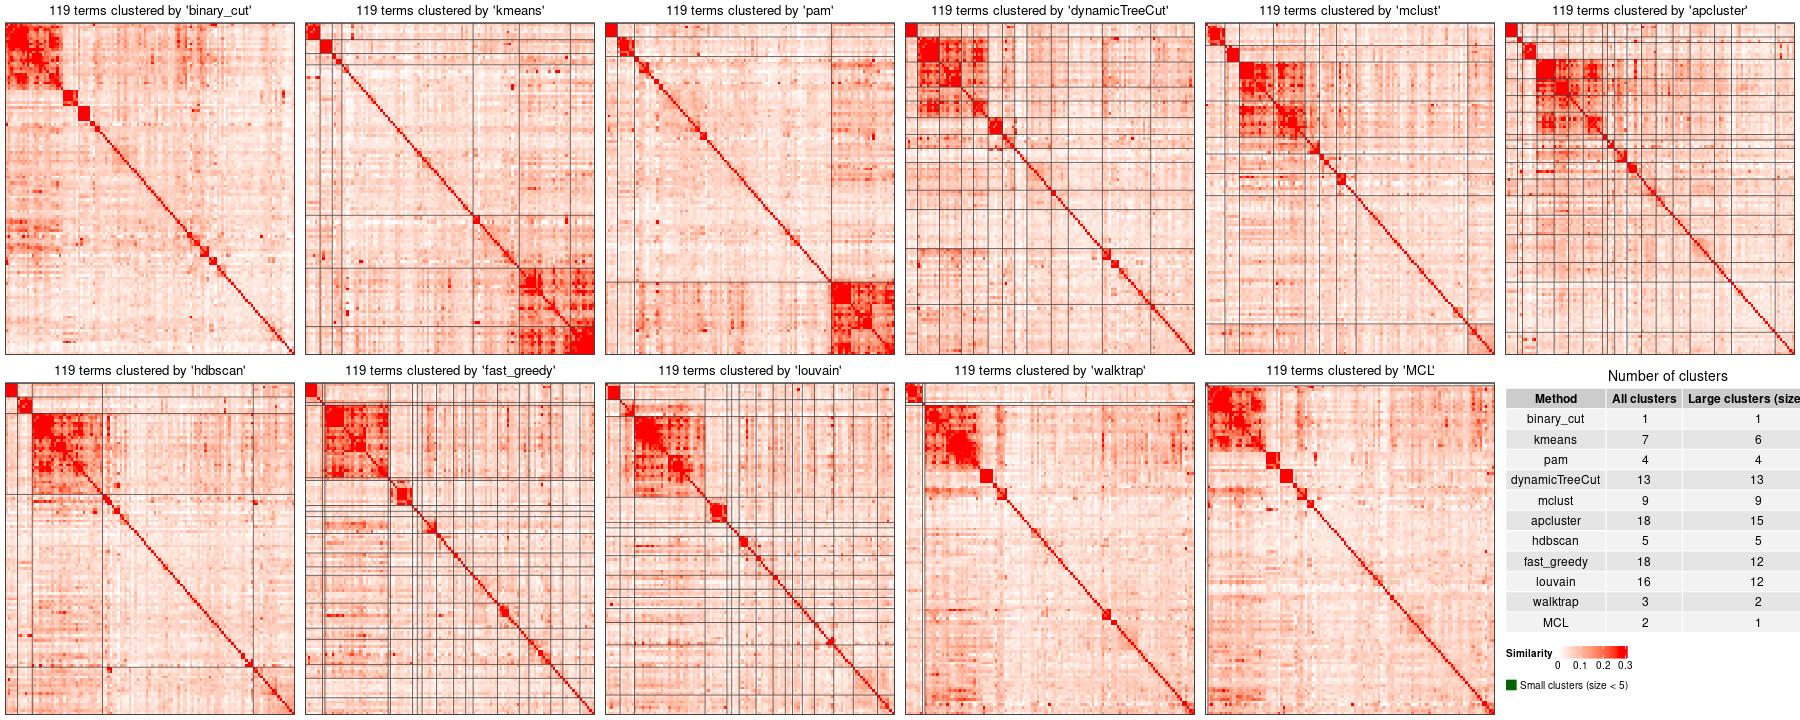 119 terms clustered by 'binary_cut'
119 terms clustered by 'kmeans'
119 terms clustered by 'pam'
119 terms clustered by 'dynamicTreeCut'
119 terms clustered by 'mclust'
119 terms clustered by 'apcluster'
119 terms clustered by 'hdbscan'
119 terms clustered by 'fast_greedy'
119 terms clustered by 'louvain'
119 terms clustered by 'walktrap'
119 terms clustered by 'MCL'
Number of clusters
Method All clusters Large clusters (size
binary_cut 1 1
kmeans 7 6
pam 4 4
dynamicTreeCut 13 13
mclust 9 9
apcluster 18 15
hdbscan 5 5
fast_greedy 18 12
louvain 16 12
walktrap 3 2
MCL 2 1
Similarity
0 0.1 0.2 0.3
Small clusters (size < 5)